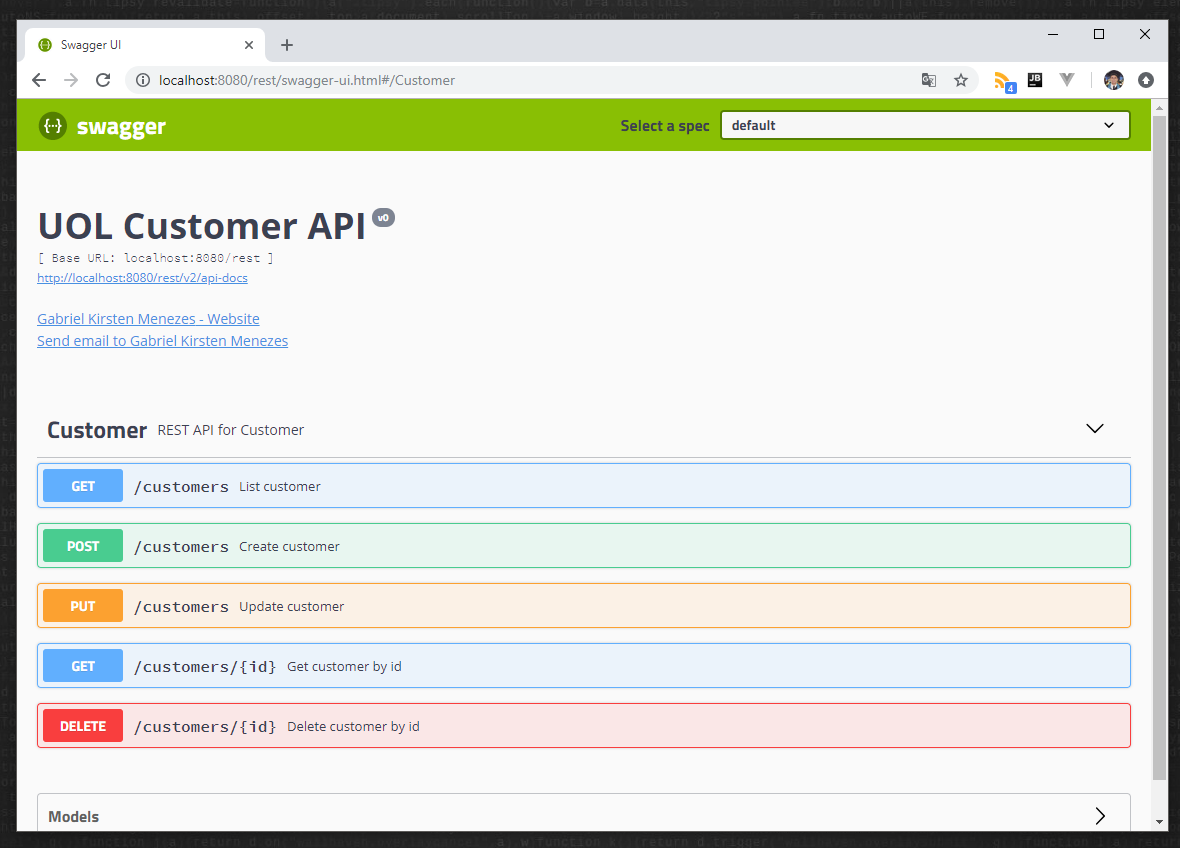 Swagger UI
localhost:8080/rest/swagger-ui.html#/Customer
4
JB
{··}
swagger
Select a spec
default
UOL Customer API v0
[ Base URL: localhost:8080/rest ]
http://localhost:8080/rest/v2/api-docs
Gabriel Kirsten Menezes - Website
Send email to Gabriel Kirsten Menezes
Customer REST API for Customer
GET /customers List customer
POST /customers Create customer
PUT /customers Update customer
GET /customers/{id} Get customer by id
DELETE /customers/{id} Delete customer by id
Models